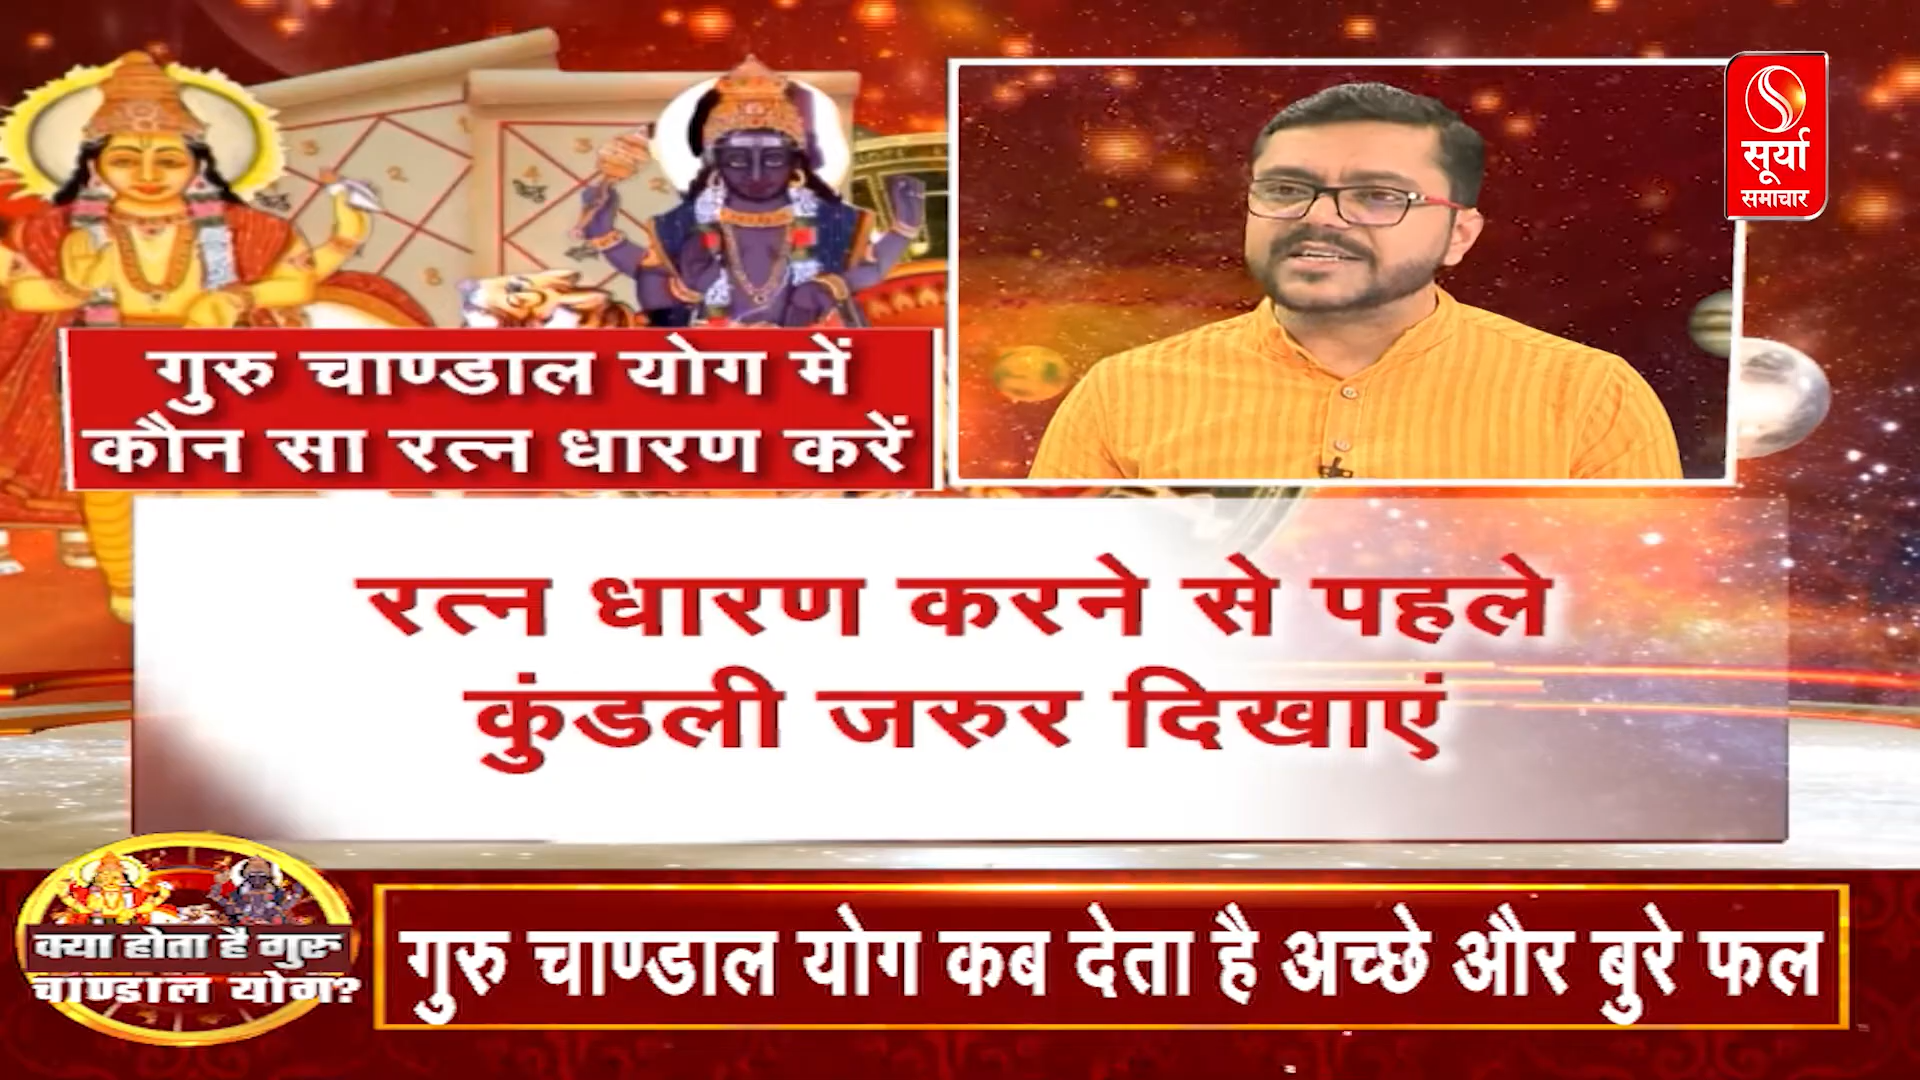 सूर्या
समाचार
गुरु चाण्डाल योग में
कौन सा रत्न धारण करें
रत्न धारण करने से पहले
कुंडली जरुर दिखाएं
क्या होता है गुरु
चाण्डाल योग?
गुरु चाण्डाल योग कब देता है अच्छे और बुरे फल